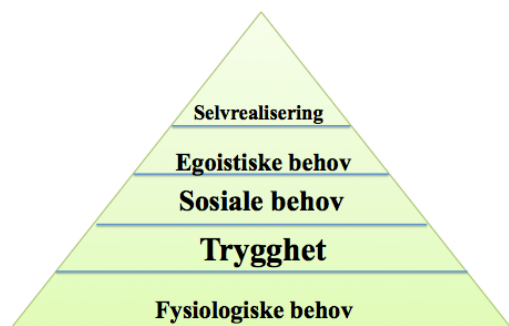 Selvrealisering
Egoistiske behov
Sosiale behov
Trygghet
Fysiologiske behov